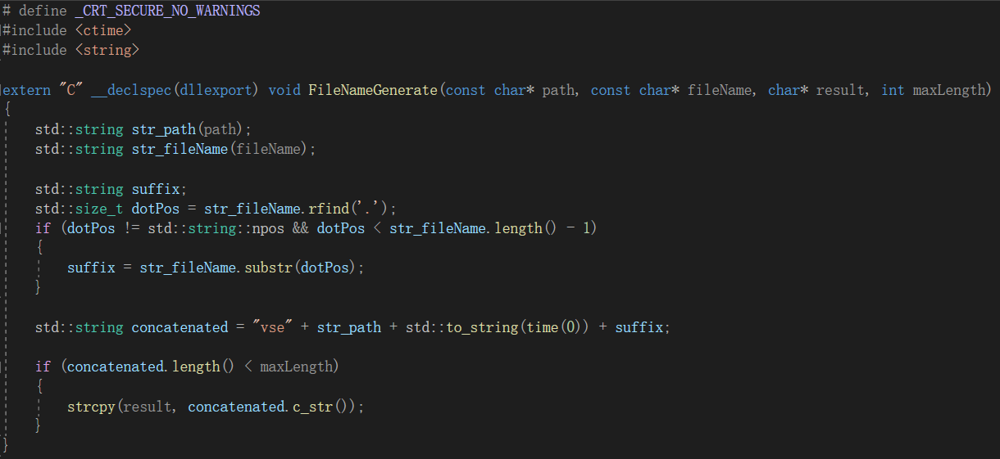 # define _CRT_SECURE_NO_WARNINGS
#include <ctime>
#include <string>
extern "C" __declspec(dllexport) void FileNameGenerate(const char* path, const char* fileName, char* result, int maxLength)
{
std::string str_path(path);
std::string str_fileName(fileName);
std::string suffix;
std::size_t dotPos = str_fileName.rfind('.');
if (dotPos != std::string::npos && dotPos < str_fileName.length() - 1)
{
suffix = str_fileName.substr(dotPos);
}
std::string concatenated = "vse" + str_path + std::to_string(time(0)) + suffix;
if (concatenated.length() < maxLength)
{
strcpy(result, concatenated.c_str());
}
}